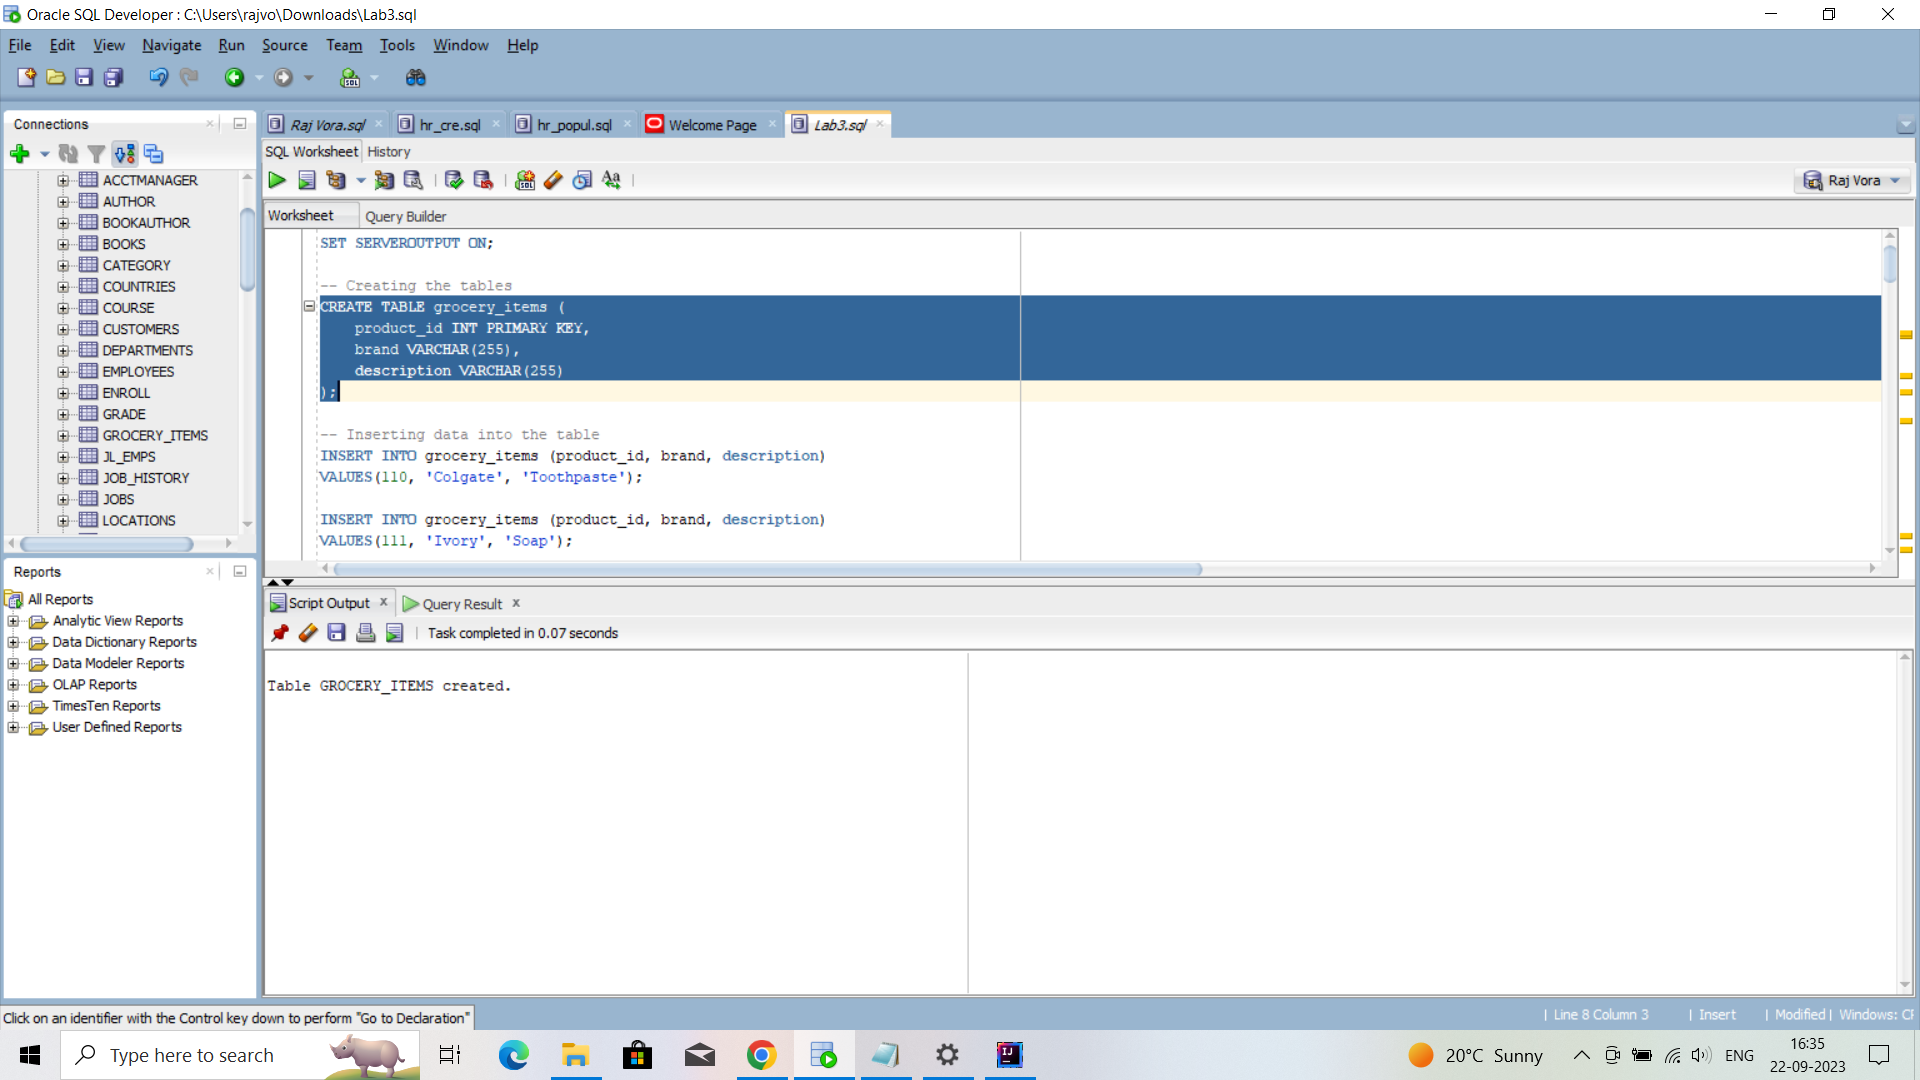 Oracle SQL Developer : C:\Users\rajvo\Downloads\Lab3.sql
File Edit View Navigate Run Source Team Tools Window Help
Connections
ACCTMANAGER
AUTHOR
BOOKAUTHOR
BOOKS
CATEGORY
COUNTRIES
COURSE
CUSTOMERS
DEPARTMENTS
EMPLOYEES
ENROLL
GRADE
GROCERY_ITEMS
JL_EMPS
JOB_HISTORY
JOBS
LOCATIONS
Reports
All Reports
Analytic View Reports
Data Dictionary Reports
Data Modeler Reports
OLAP Reports
TimesTen Reports
User Defined Reports
Raj Vora.sql hr_cre.sql hr_popul.sql Welcome Page Lab3.sql
SQL Worksheet History
Raj Vora
Worksheet Query Builder
SET SERVEROUTPUT ON;
-- Creating the tables
CREATE TABLE grocery_items (
product_id INT PRIMARY KEY,
brand VARCHAR(255),
description VARCHAR(255)
);
-- Inserting data into the table
INSERT INTO grocery_items (product_id, brand, description)
VALUES(110, 'Colgate', 'Toothpaste');
INSERT INTO grocery_items (product_id, brand, description)
VALUES(111, 'Ivory', 'Soap');
Script Output Query Result
Task completed in 0.07 seconds
Table GROCERY_ITEMS created.
Click on an identifier with the Control key down to perform "Go to Declaration"
Line 8 Column 3 Insert Modified Windows: CF
Type here to search
20°C Sunny
ENG
16:35
22-09-2023